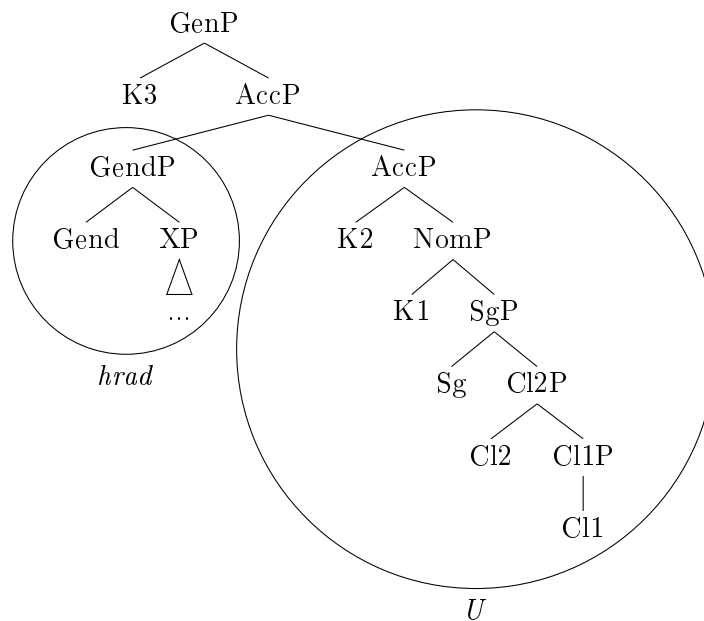 GenP
K3 AccP
GendP AccP
Gend XP K2 NomP
... K1 SgP
hrad Sg Cl2P
Cl2 Cl1P
Cl1
U